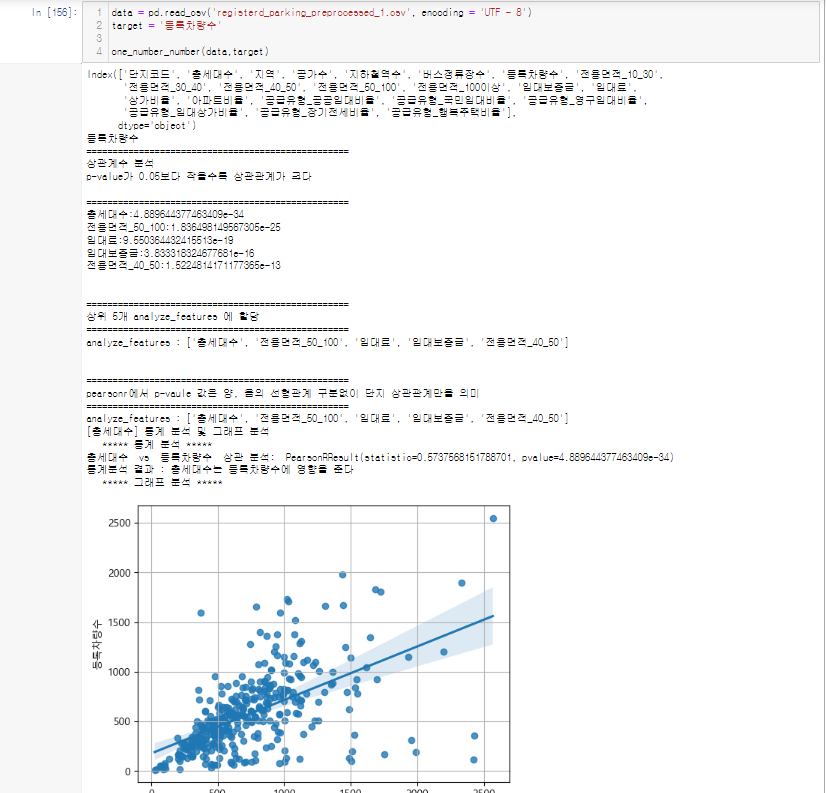 In [156]:
1 data = pd.read_csv('registerd_parking_preprocessed_1.csv', encoding = 'UTF - 8')
2 target = '등록차량수'
3
4 one_number_number(data,target)
Index(['단지코드', '총세대수', '지역', '공가수', '지하철역수', '버스정류장수', '등록차량수', '전용면적_10_30',
'전용면적_30_40', '전용면적_40_50', '전용면적_50_100', '전용면적_100이상', '임대보증금', '임대료',
'상가비율', '아파트비율', '공급유형_공공임대비율', '공급유형_국민임대비율', '공급유형_영구임대비율',
'공급유형_임대상가비율', '공급유형_장기전세비율', '공급유형_행복주택비율'],
dtype='object')
등록차량수
==================================================
상관계수 분석
p-value가 0.05보다 작을수록 상관관계가 크다
==================================================
총세대수:4.889644377463409e-34
전용면적_50_100:1.836498149567305e-25
임대료:9.550364432415513e-19
임대보증금:3.833318324677681e-16
전용면적_40_50:1.5224814171177365e-13
==================================================
상위 5개 analyze_features 에 할당
==================================================
analyze_features : ['총세대수', '전용면적_50_100', '임대료', '임대보증금', '전용면적_40_50']
==================================================
pearsonr에서 p-vaule 값은 양, 음의 선형관계 구분없이 단지 상관관계만을 의미
==================================================
analyze_features : ['총세대수', '전용면적_50_100', '임대료', '임대보증금', '전용면적_40_50']
[총세대수] 통계 분석 및 그래프 분석
***** 통계 분석 *****
총세대수 vs 등록차량수 상관 분석: PearsonRResult(statistic=0.5737568151788701, pvalue=4.889644377463409e-34)
통계분석 결과 : 총세대수는 등록차량수에 영향을 준다
***** 그래프 분석 *****
2500
2000
1500
1000
500
0
등록차량수
0 500 1000 1500 2000 2500